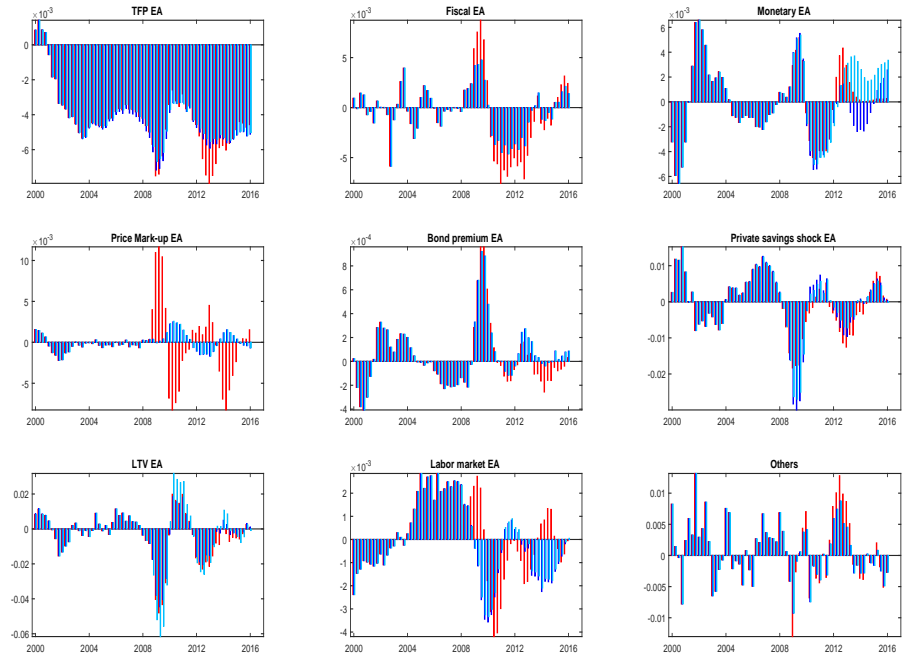 TFP EA
×10⁻³
0
-2
-4
-6
2000 2004 2008 2012 2016
Fiscal EA
×10⁻³
5
0
-5
2000 2004 2008 2012 2016
Monetary EA
×10⁻³
6
4
2
0
-2
-4
-6
2000 2004 2008 2012 2016
Price Mark-up EA
×10⁻³
10
5
0
-5
2000 2004 2008 2012 2016
Bond premium EA
×10⁻⁴
8
6
4
2
0
-2
-4
2000 2004 2008 2012 2016
Private savings shock EA
0.01
0
-0.01
-0.02
2000 2004 2008 2012 2016
LTV EA
0.02
0
-0.02
-0.04
-0.06
2000 2004 2008 2012 2016
Labor market EA
×10⁻³
2
1
0
-1
-2
-3
-4
2000 2004 2008 2012 2016
Others
0.01
0.005
0
-0.005
-0.01
2000 2004 2008 2012 2016